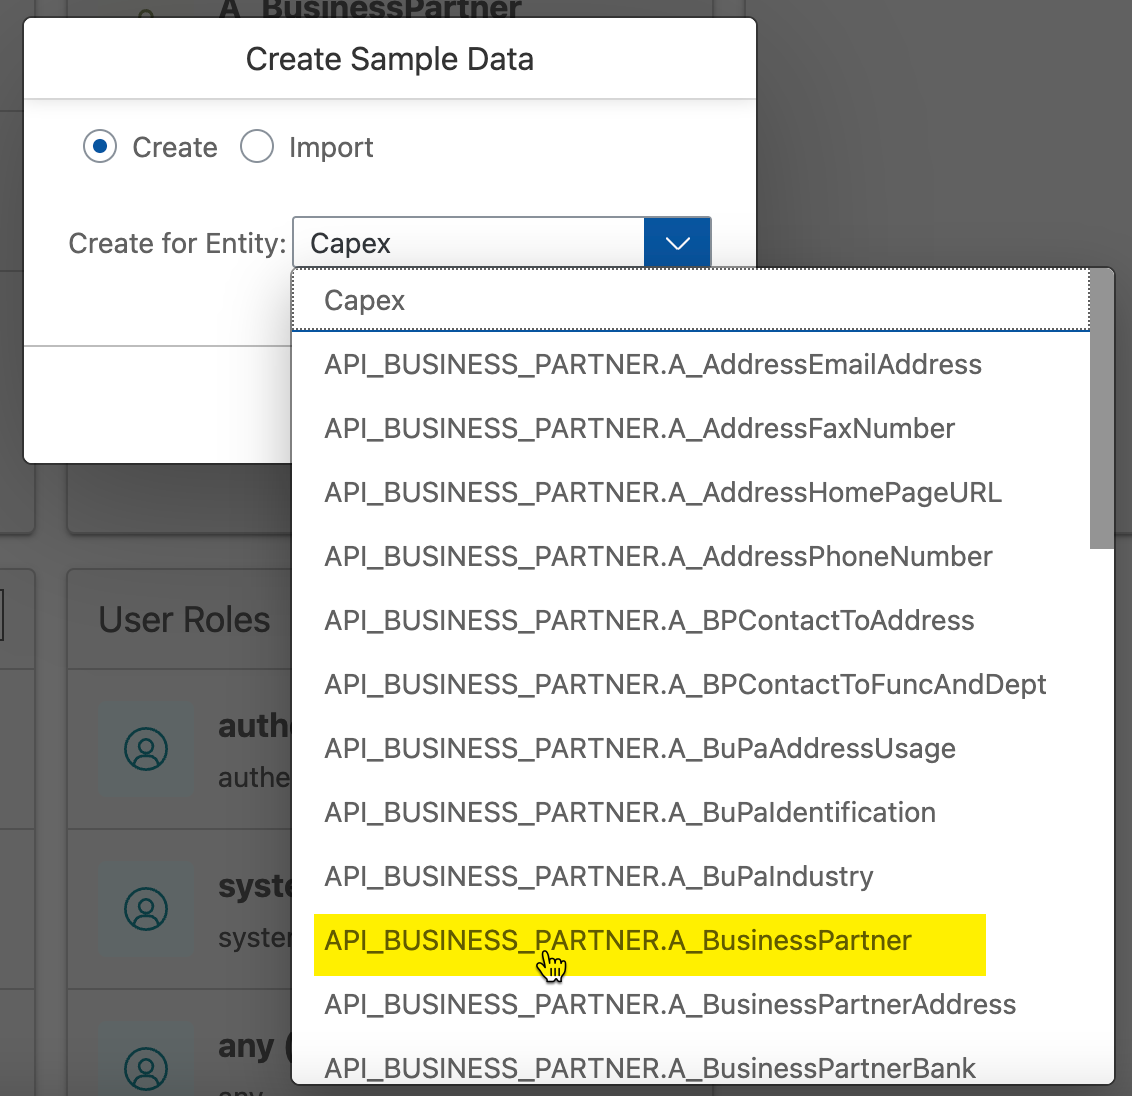 A_BusinessPartner
Create Sample Data
Create Import
Create for Entity: Capex
Capex
API_BUSINESS_PARTNER.A_AddressEmailAddress
API_BUSINESS_PARTNER.A_AddressFaxNumber
API_BUSINESS_PARTNER.A_AddressHomePageURL
API_BUSINESS_PARTNER.A_AddressPhoneNumber
API_BUSINESS_PARTNER.A_BPContactToAddress
API_BUSINESS_PARTNER.A_BPContactToFuncAndDept
API_BUSINESS_PARTNER.A_BuPaAddressUsage
API_BUSINESS_PARTNER.A_BuPaIdentification
API_BUSINESS_PARTNER.A_BuPaIndustry
API_BUSINESS_PARTNER.A_BusinessPartner
API_BUSINESS_PARTNER.A_BusinessPartnerAddress
API_BUSINESS_PARTNER.A_BusinessPartnerBank
User Roles
auth
authe
syste
syster
any (
any